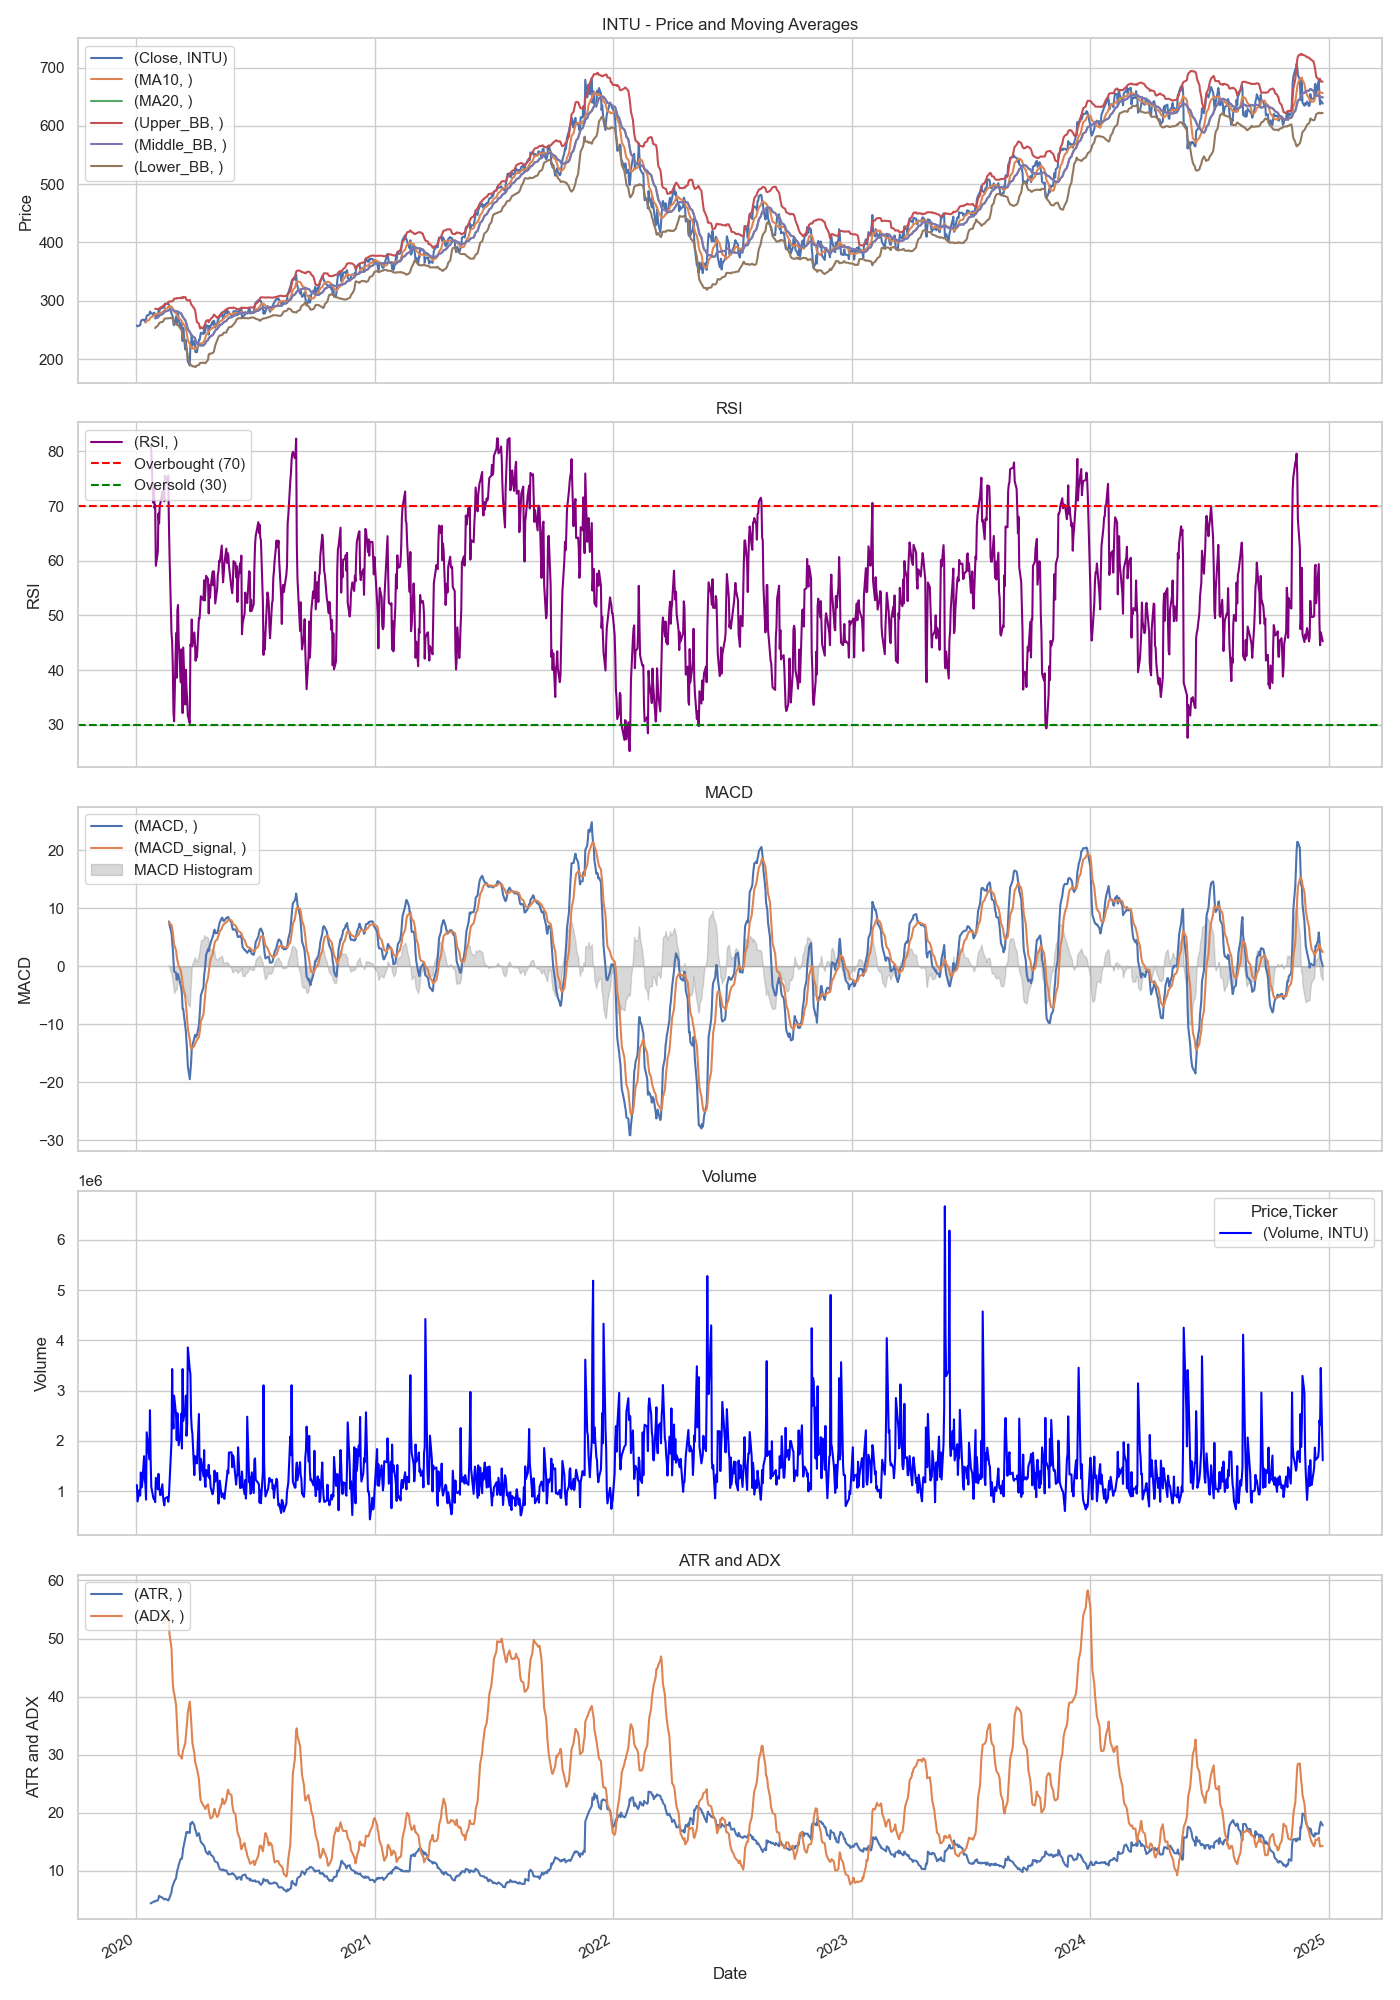 INTU - Price and Moving Averages
(Close, INTU)
(MA10, )
(MA20, )
(Upper_BB, )
(Middle_BB, )
(Lower_BB, )
700
600
500
400
300
200
Price
RSI
(RSI, )
Overbought (70)
Oversold (30)
80
70
60
50
40
30
RSI
MACD
(MACD, )
(MACD_signal, )
MACD Histogram
20
10
0
−10
−20
−30
MACD
Volume
1e6
Price,Ticker
(Volume, INTU)
6
5
4
3
2
1
Volume
ATR and ADX
(ATR, )
(ADX, )
60
50
40
30
20
10
ATR and ADX
2020
2021
2022
2023
2024
2025
Date